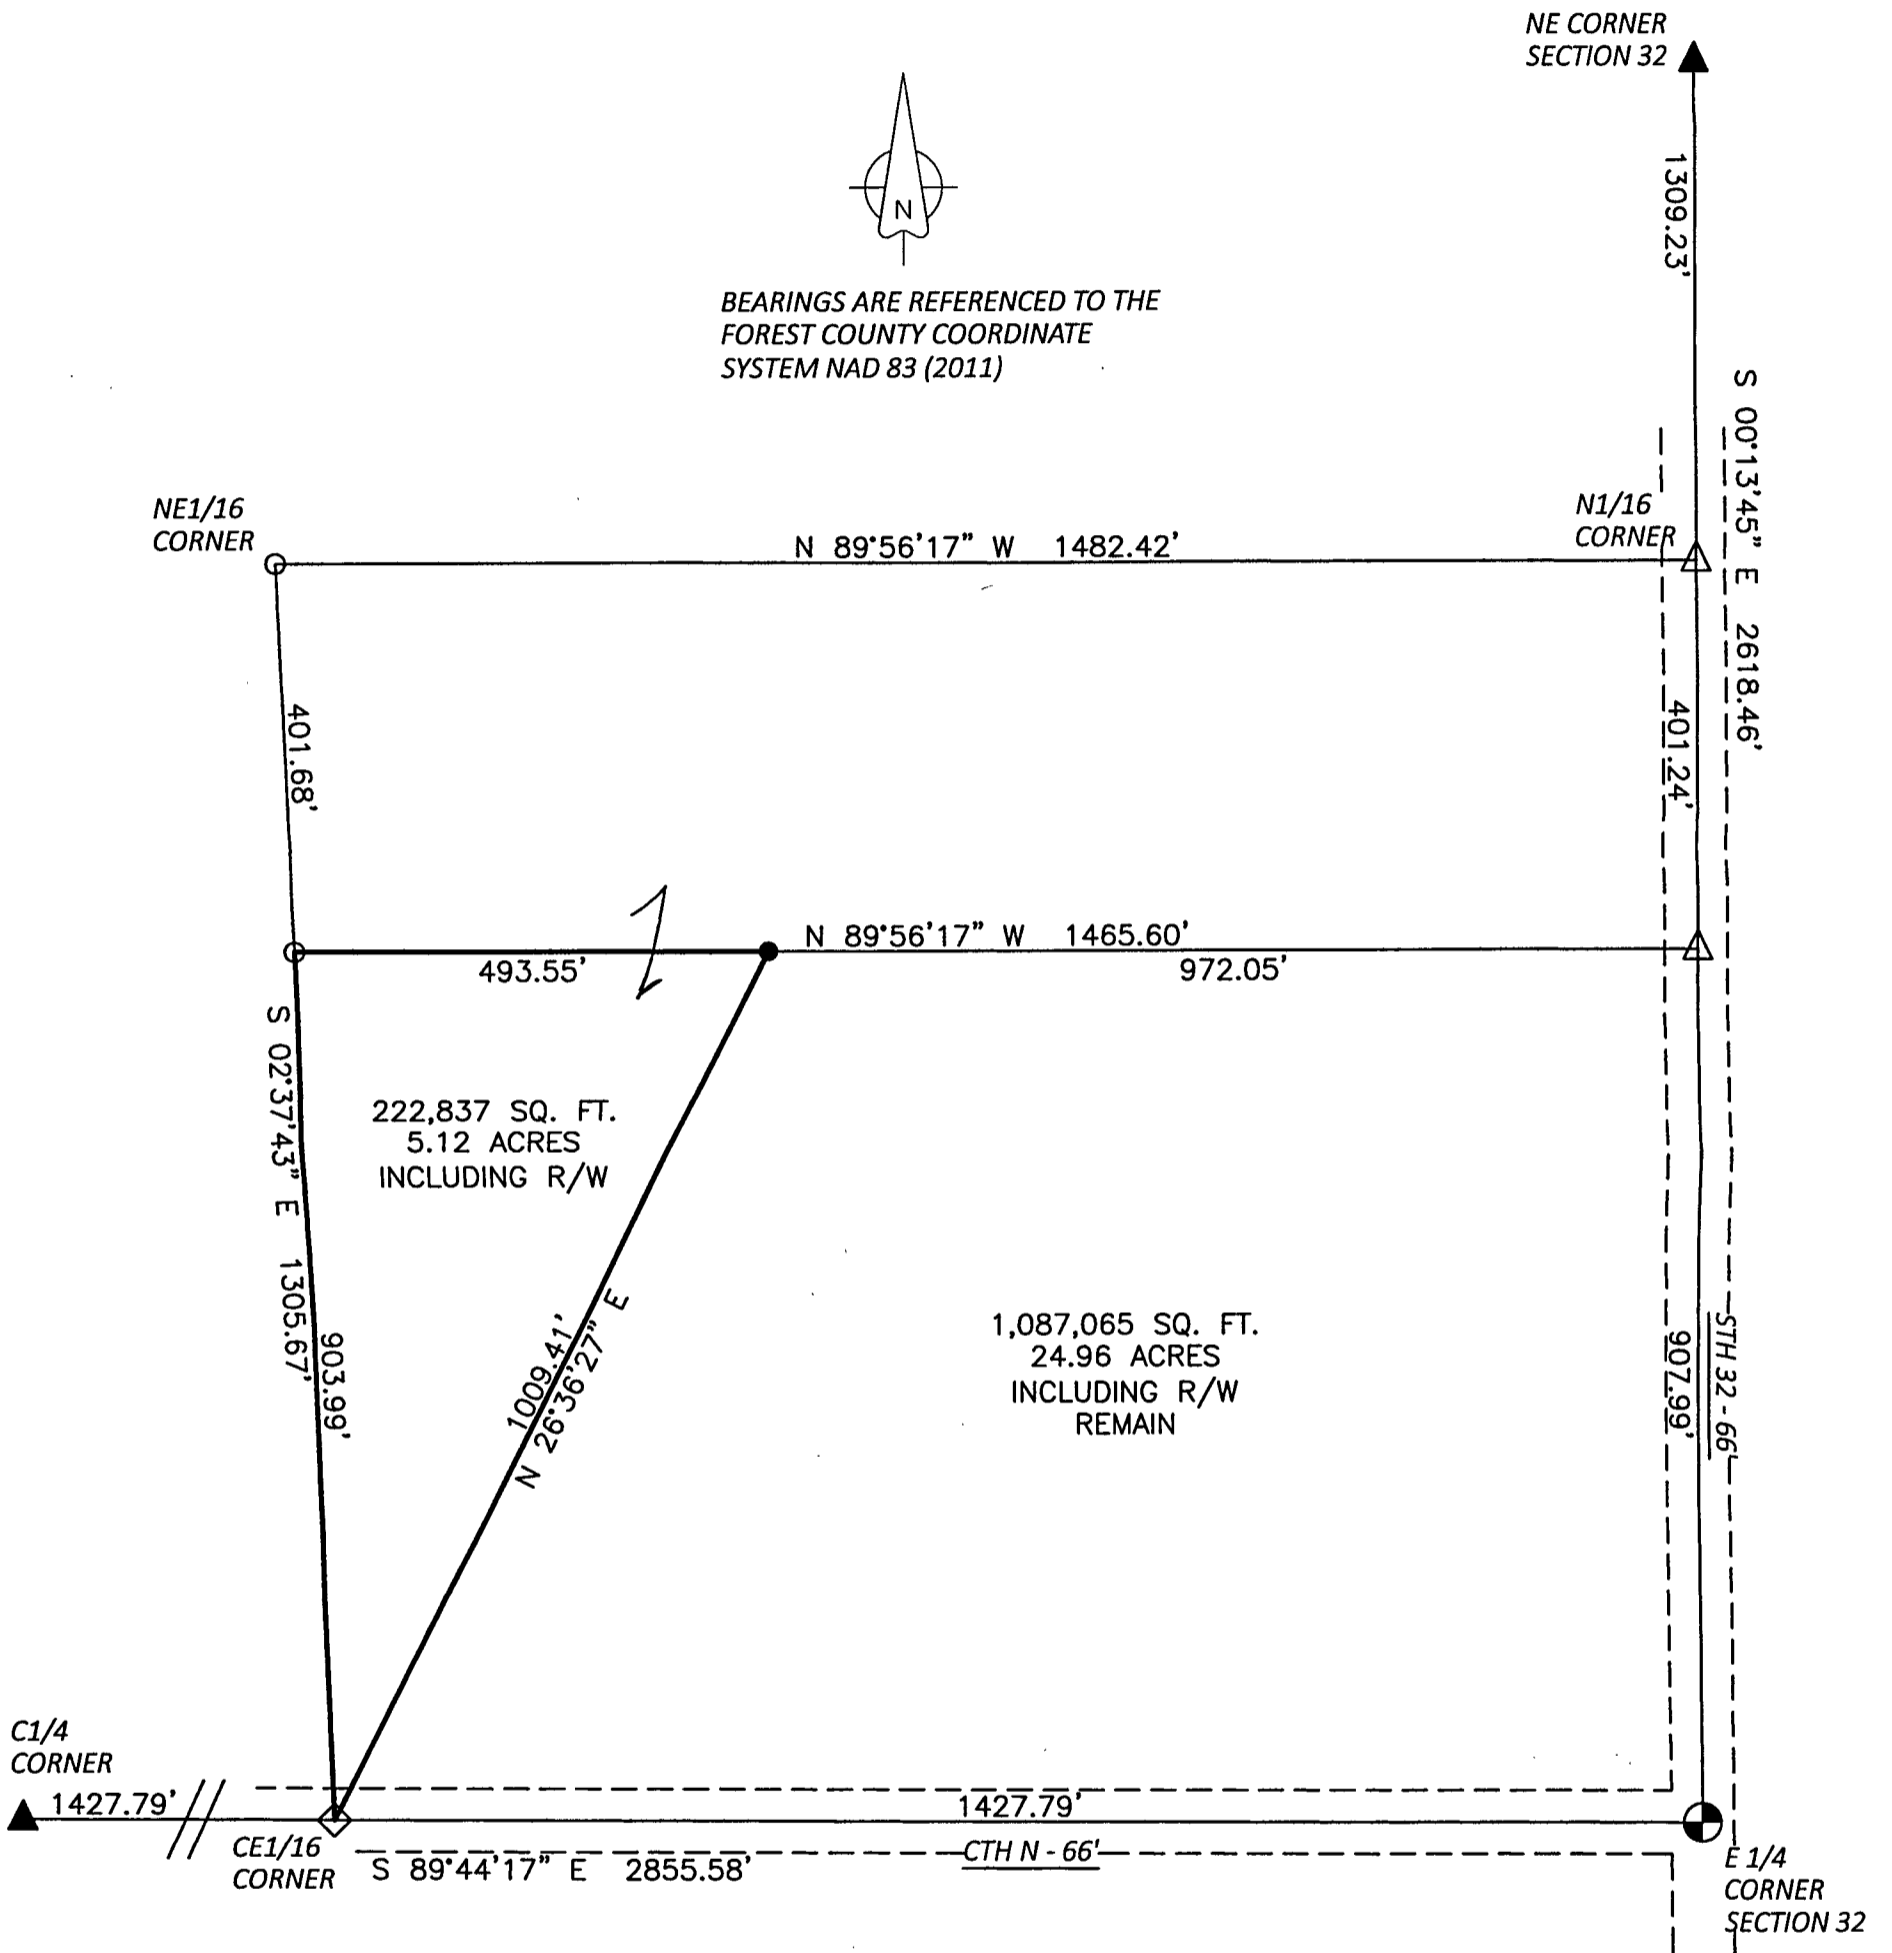 NE CORNER
SECTION 32
1309.23'
N
BEARINGS ARE REFERENCED TO THE
FOREST COUNTY COORDINATE
SYSTEM NAD 83 (2011)
S 00°13'45" E 2618.46'
NE1/16
CORNER
N 89°56'17" W 1482.42'
N1/16
CORNER
401.68'
401.24'
N 89°56'17" W 1465.60'
493.55'
972.05'
S 02°37'43" E 1305.67'
222,837 SQ. FT.
5.12 ACRES
INCLUDING R/W
903.99'
1009.41'
N 26°36'27" E
1,087,065 SQ. FT.
24.96 ACRES
INCLUDING R/W
REMAIN
907.99'
STH 32 - 66'
C1/4
CORNER
1427.79'
1427.79'
CE1/16
CORNER
S 89°44'17" E 2855.58'
CTH N - 66'
E 1/4
CORNER
SECTION 32